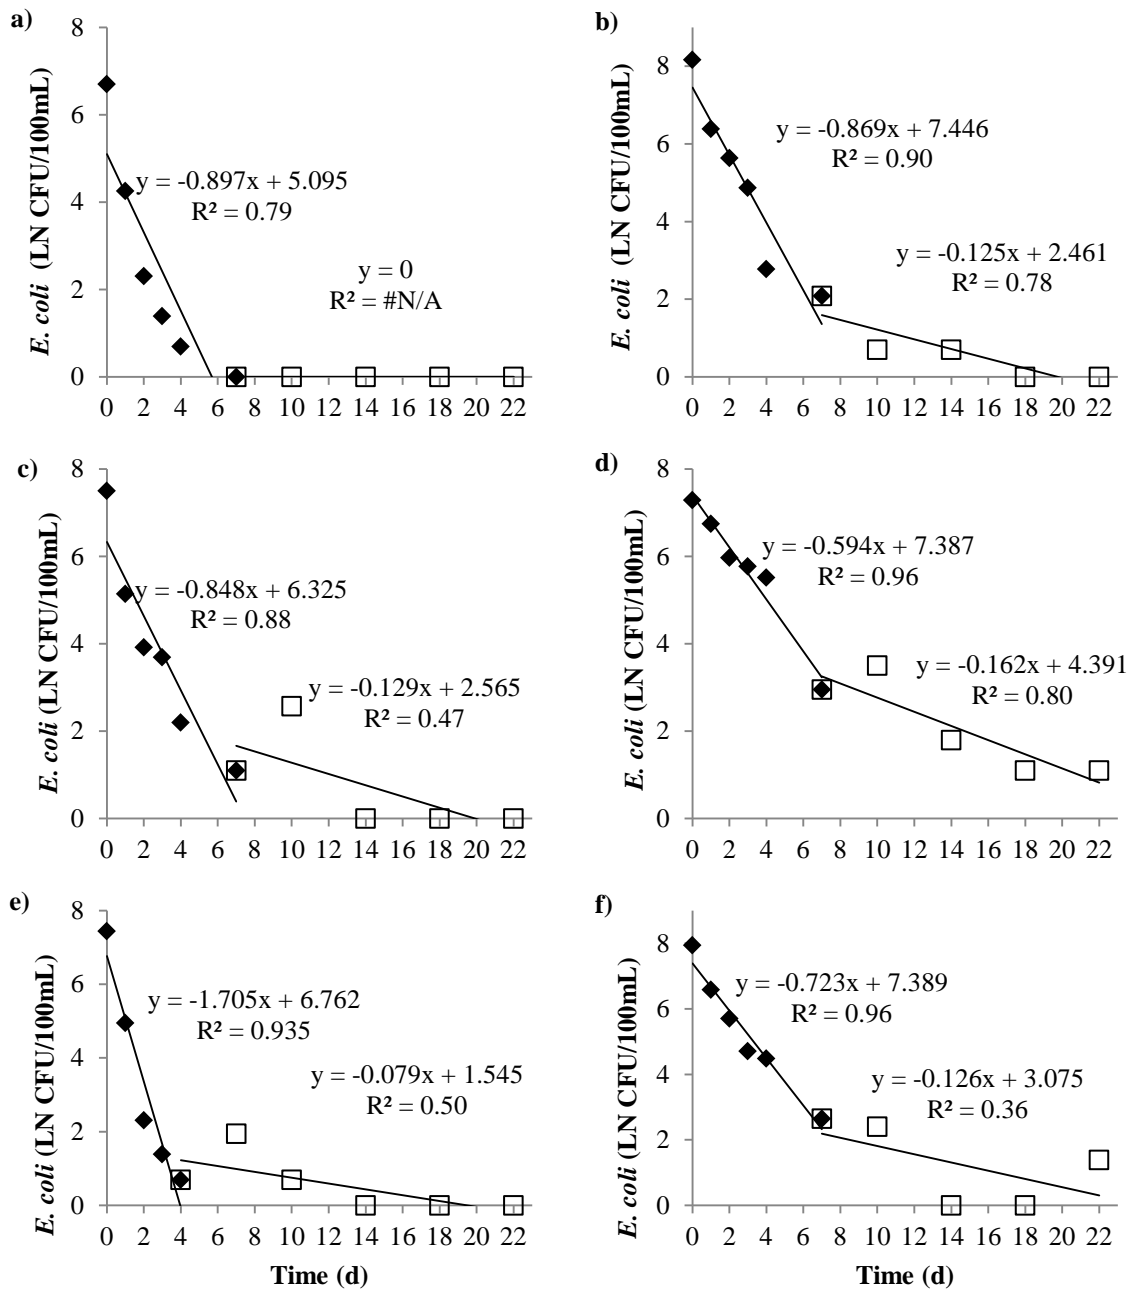 a)
E. coli (LN CFU/100mL)
8
6
4
2
0
y = -0.897x + 5.095
R² = 0.79
y = 0
R² = #N/A
0 2 4 6 8 10 12 14 16 18 20 22
b)
E. coli (LN CFU/100mL)
8
6
4
2
0
y = -0.869x + 7.446
R² = 0.90
y = -0.125x + 2.461
R² = 0.78
0 2 4 6 8 10 12 14 16 18 20 22
c)
E. coli (LN CFU/100mL)
8
6
4
2
0
y = -0.848x + 6.325
R² = 0.88
y = -0.129x + 2.565
R² = 0.47
0 2 4 6 8 10 12 14 16 18 20 22
d)
E. coli (LN CFU/100mL)
8
6
4
2
0
y = -0.594x + 7.387
R² = 0.96
y = -0.162x + 4.391
R² = 0.80
0 2 4 6 8 10 12 14 16 18 20 22
e)
E. coli (LN CFU/100mL)
8
6
4
2
0
y = -1.705x + 6.762
R² = 0.935
y = -0.079x + 1.545
R² = 0.50
0 2 4 6 8 10 12 14 16 18 20 22
Time (d)
f)
E. coli (LN CFU/100mL)
8
6
4
2
0
y = -0.723x + 7.389
R² = 0.96
y = -0.126x + 3.075
R² = 0.36
0 2 4 6 8 10 12 14 16 18 20 22
Time (d)